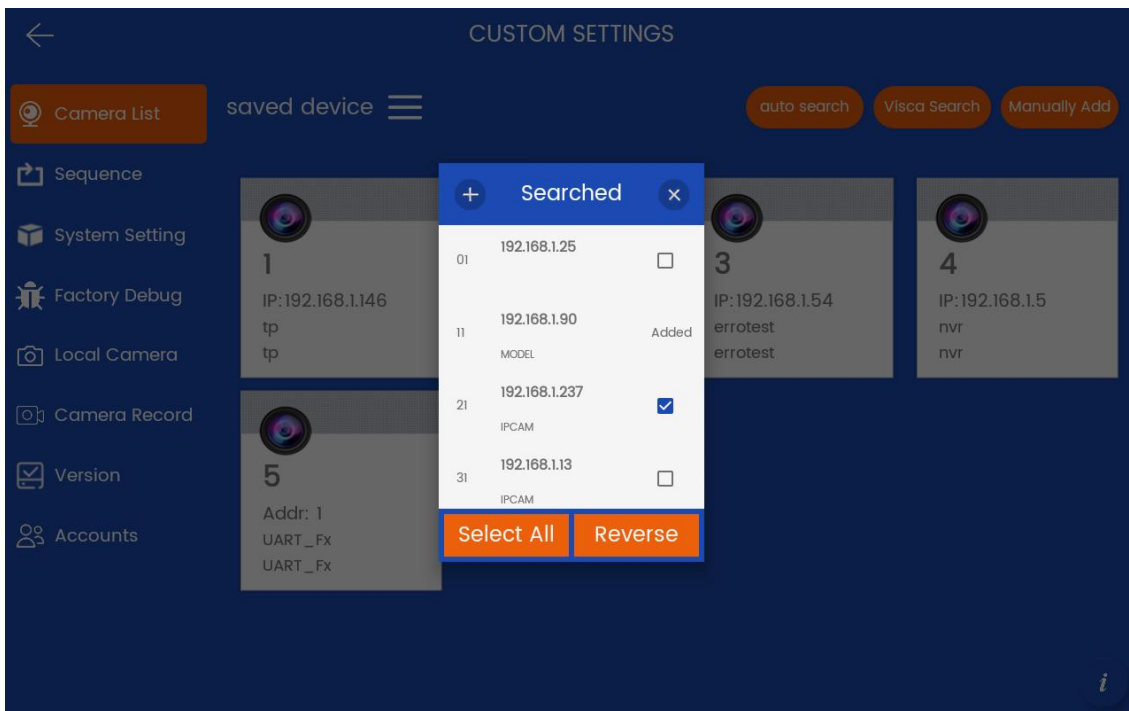 CUSTOM SETTINGS
Camera List
saved device
auto search
Visca Search
Manually Add
Sequence
System Setting
Factory Debug
Local Camera
Camera Record
Version
Accounts
1
IP:192.168.1.146
tp
tp
Searched
01
192.168.1.25
11
192.168.1.90
Added
MODEL
21
192.168.1.237
IPCAM
31
192.168.1.13
IPCAM
Select All
Reverse
3
IP:192.168.1.54
errotest
errotest
4
IP:192.168.1.5
nvr
nvr
5
Addr: 1
UART_Fx
UART_Fx
i